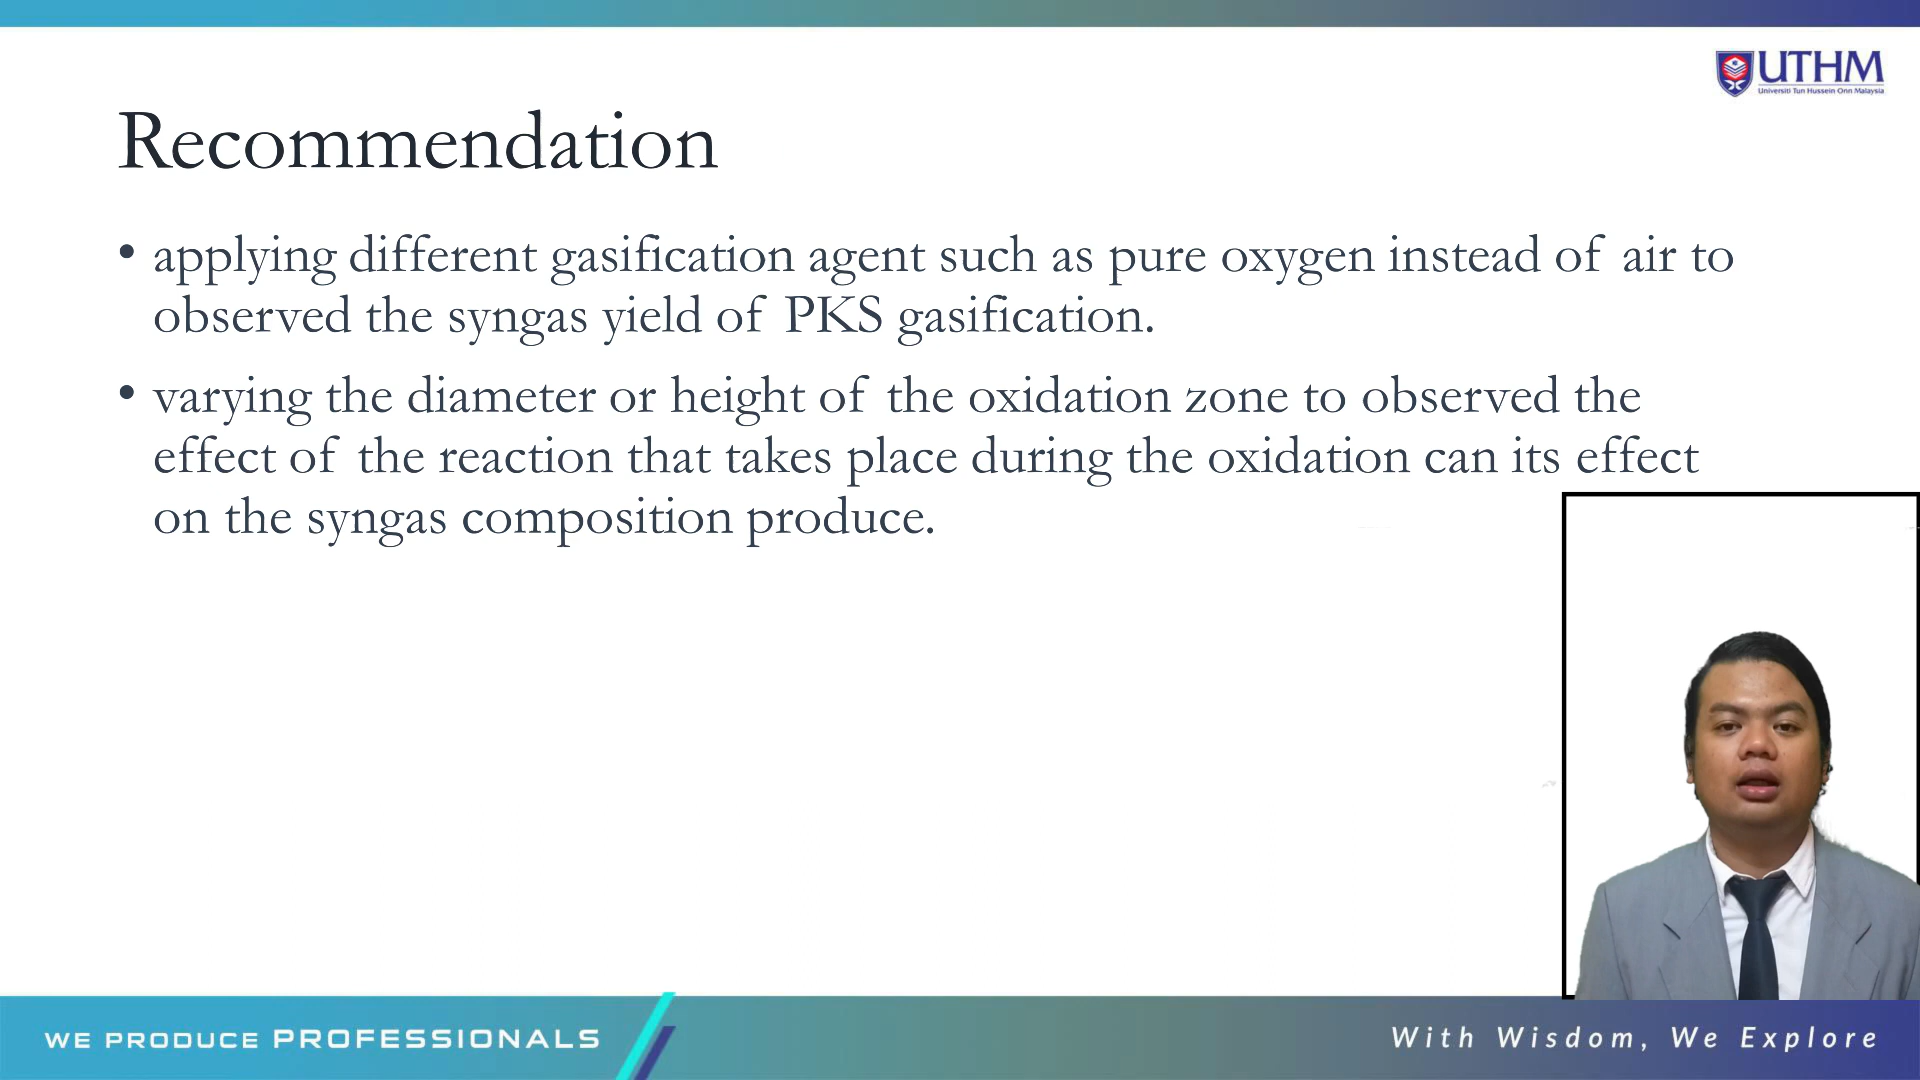 UTHM
Universiti Tun Hussein Onn Malaysia
Recommendation
• applying different gasification agent such as pure oxygen instead of air to
observed the syngas yield of PKS gasification.
• varying the diameter or height of the oxidation zone to observed the
effect of the reaction that takes place during the oxidation can its effect
on the syngas composition produce.
WE PRODUCE PROFESSIONALS
With Wisdom, We Explore